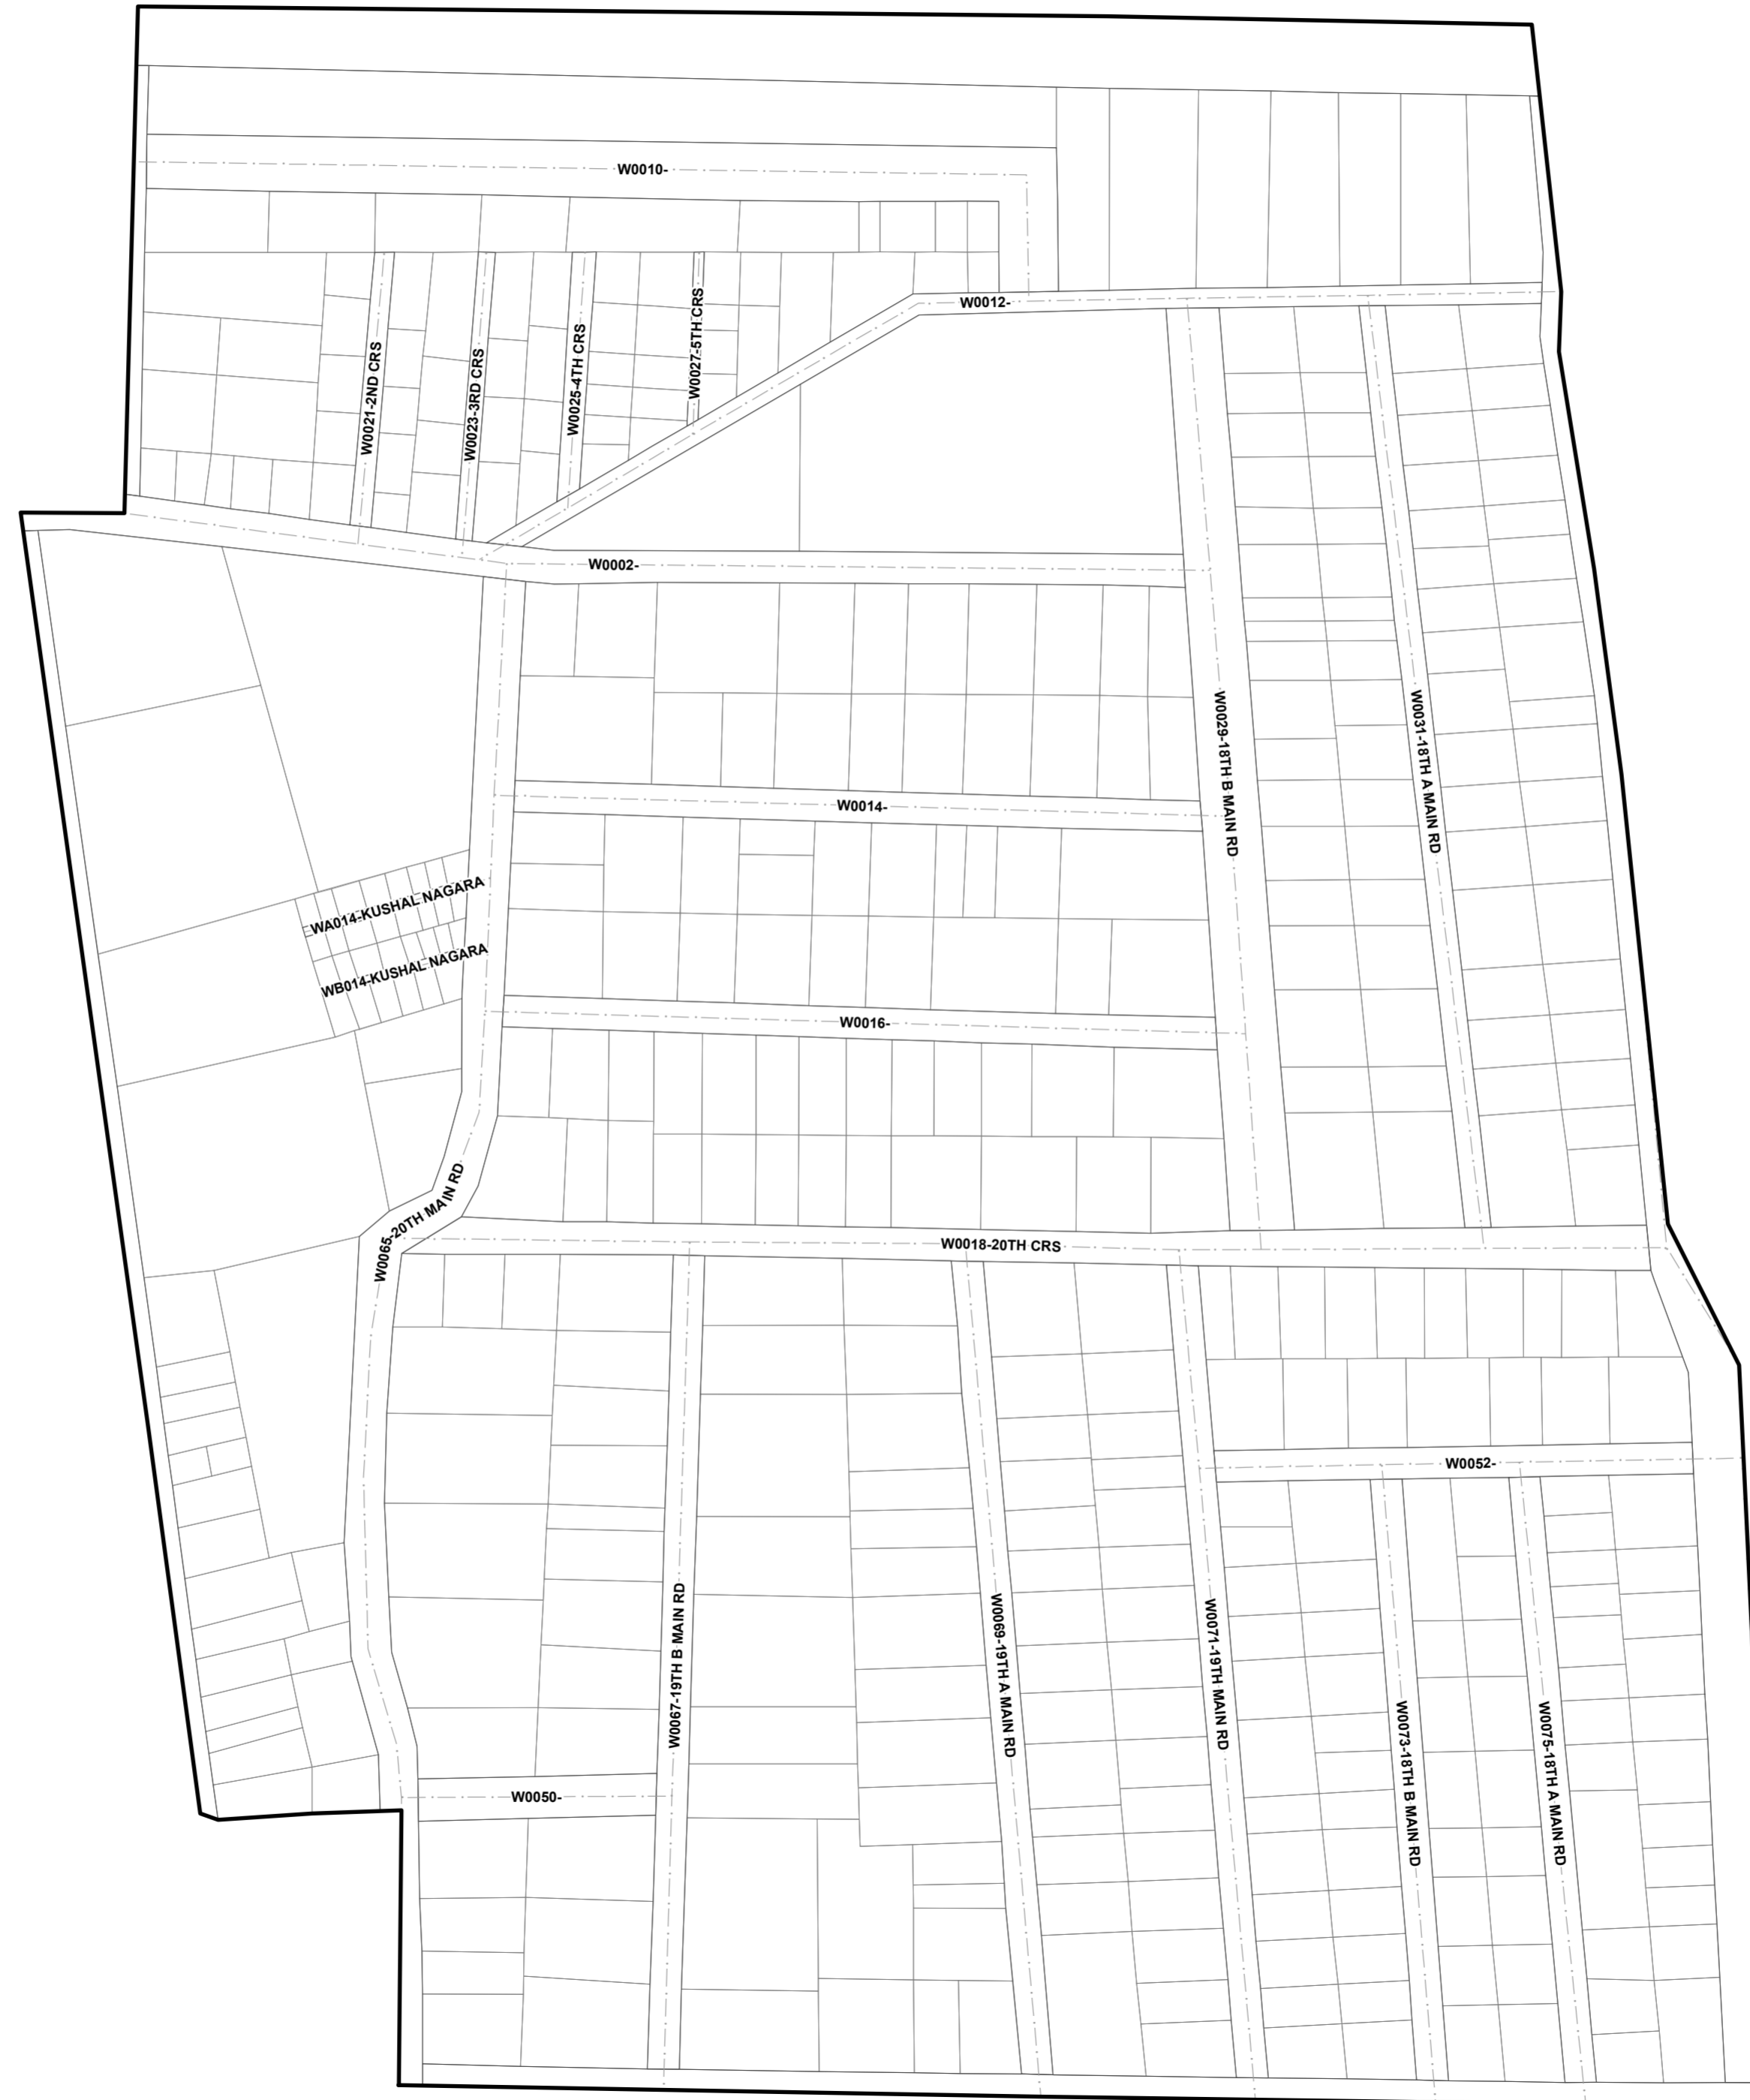 W0010-
W0012-
W0021-2ND CRS
W0023-3RD CRS
W0025-4TH CRS
W0027-5TH CRS
W0002-
W0029-18TH B MAIN RD
W0031-18TH A MAIN RD
W0014-
WA014-KUSHAL NAGARA
WB014-KUSHAL NAGARA
W0016-
W0065-20TH MAIN RD
W0018-20TH CRS
W0052-
W0067-19TH B MAIN RD
W0069-19TH A MAIN RD
W0071-19TH MAIN RD
W0073-18TH B MAIN RD
W0075-18TH A MAIN RD
W0050-